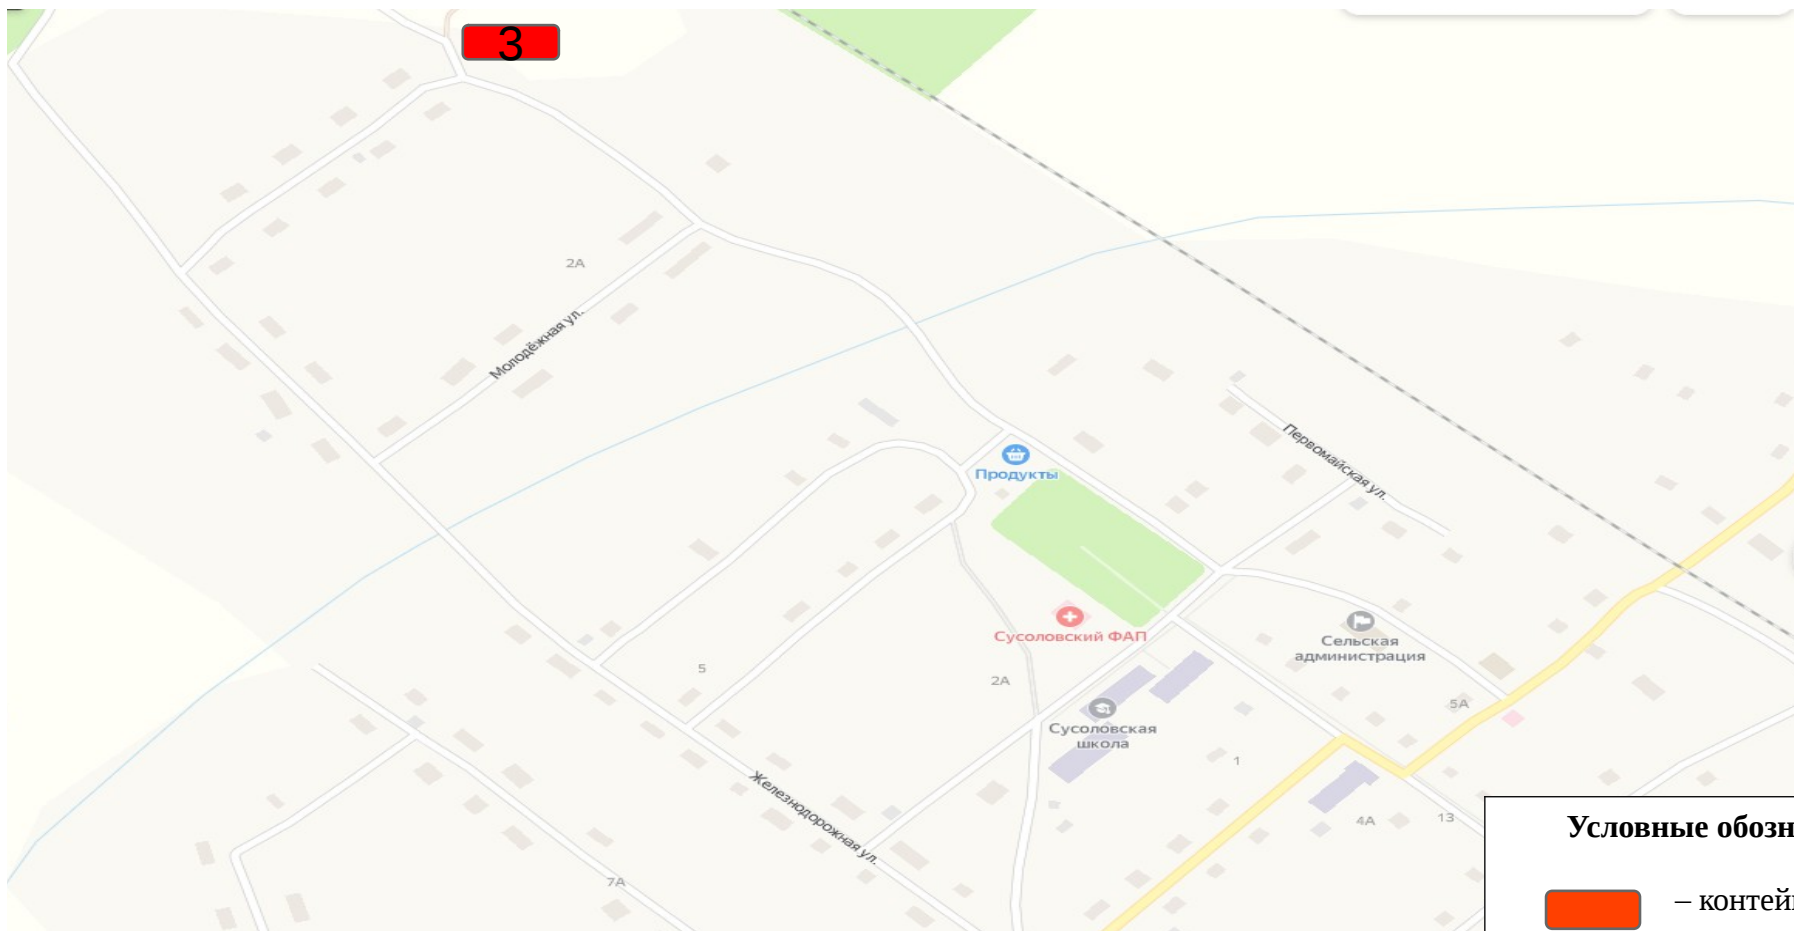 3
2А
Молодёжная ул.
Первомайская ул.
Продукты
Сусоловский ФАП
Сельская
администрация
5
2А
5А
Сусоловская
школа
1
Железнодорожная ул.
4А
13
7А
Условные обозн
– контей